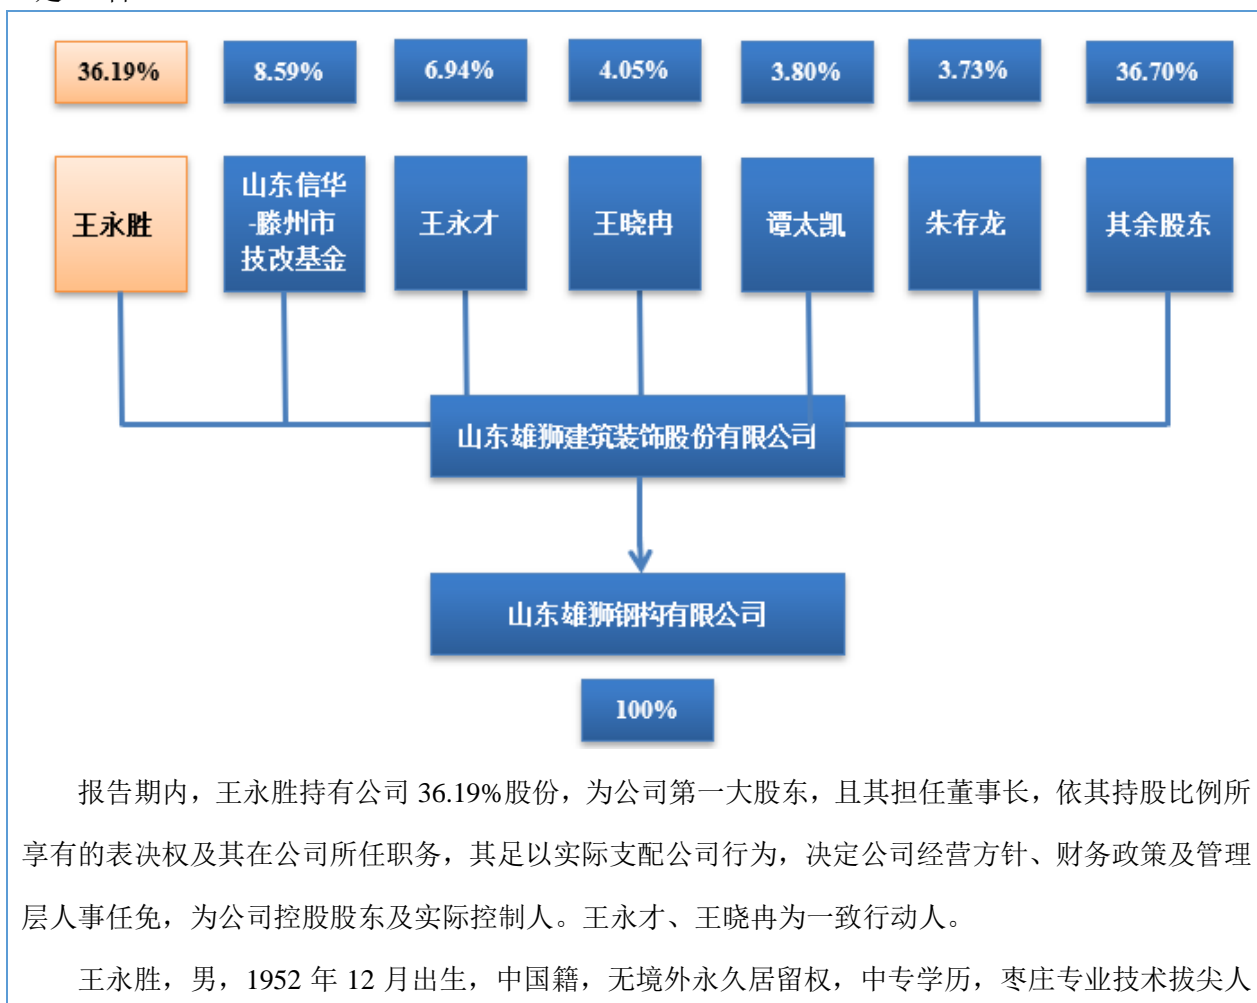 36.19%
8.59%
6.94%
4.05%
3.80%
3.73%
36.70%
王永胜
山东信华
-滕州市
技改基金
王永才
王晓冉
谭太凯
朱存龙
其余股东
山东雄狮建筑装饰股份有限公司
山东雄狮钢构有限公司
100%
报告期内，王永胜持有公司 36.19%股份，为公司第一大股东，且其担任董事长，依其持股比例所
享有的表决权及其在公司所任职务，其足以实际支配公司行为，决定公司经营方针、财务政策及管理
层人事任免，为公司控股股东及实际控制人。王永才、王晓冉为一致行动人。
王永胜，男，1952 年 12 月出生，中国籍，无境外永久居留权，中专学历，枣庄专业技术拔尖人